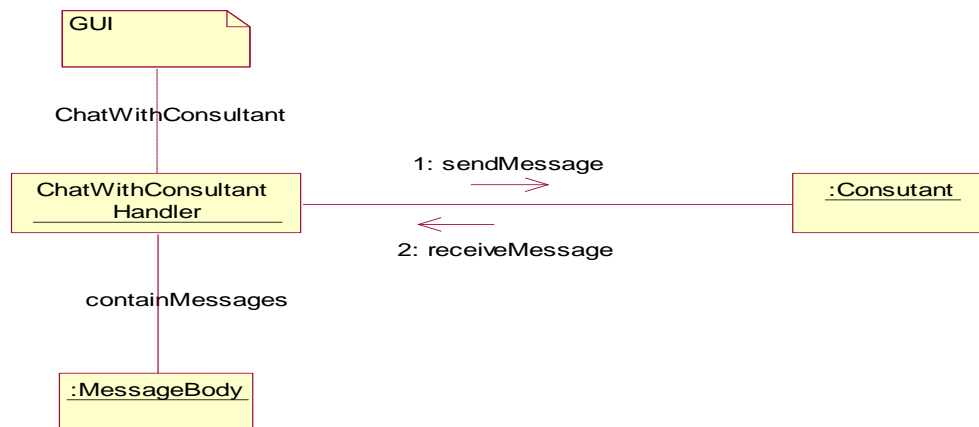 GUI
ChatWithConsultant
1: sendMessage
ChatWithConsultant
Handler
:Consutant
2: receiveMessage
containMessages
:MessageBody